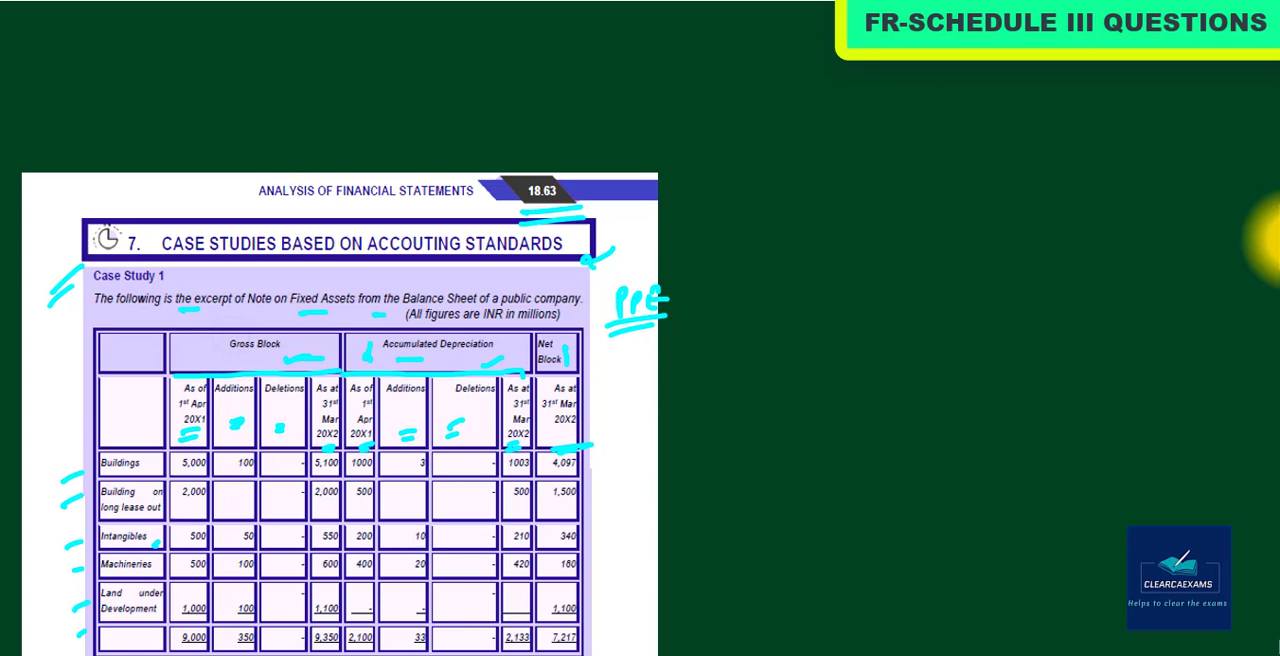 FR-SCHEDULE III QUESTIONS
ANALYSIS OF FINANCIAL STATEMENTS 18.63
7. CASE STUDIES BASED ON ACCOUTING STANDARDS
Case Study 1
The following is the excerpt of Note on Fixed Assets from the Balance Sheet of a public company.
(All figures are INR in millions)
PPE
Gross Block Accumulated Depreciation Net Block
As of 1st Apr 20X1 Additions Deletions As at 31st Mar 20X2 As of 1st Apr 20X1 Additions Deletions As at 31st Mar 20X2 As at 31st Mar 20X2
Buildings 5,000 100 - 5,100 1000 3 - 1003 4,097
Building on long lease out 2,000 - 2,000 500 - 500 1,500
Intangibles 500 50 - 550 200 10 - 210 340
Machineries 500 100 - 600 400 20 - 420 180
Land under Development 1,000 100 - 1,100 - - - 1,100
9,000 350 - 9,350 2,100 33 - 2,133 7,217
CLEARCAEXAMS
Helps to clear the exams